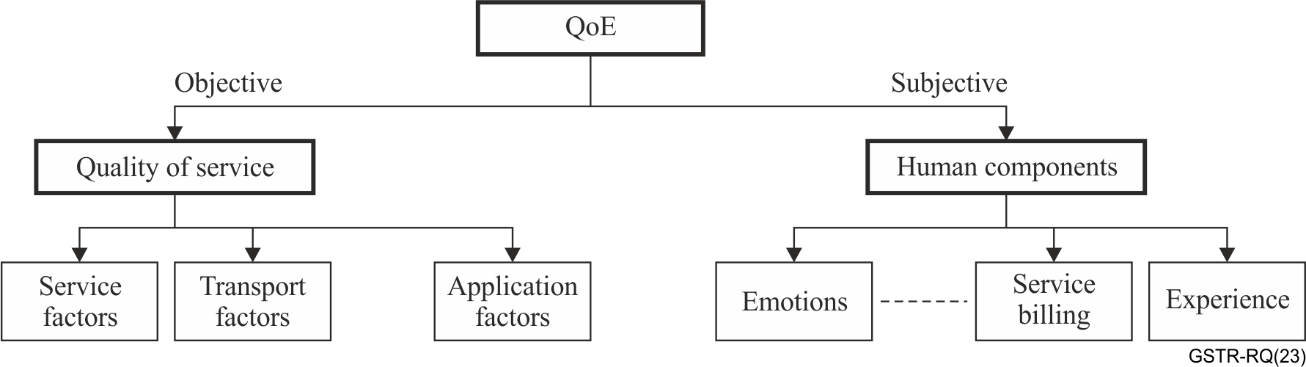 QoE
Objective
Subjective
Quality of service
Human components
Service
factors
Transport
factors
Application
factors
Emotions
Service
billing
Experience
GSTR-RQ(23)